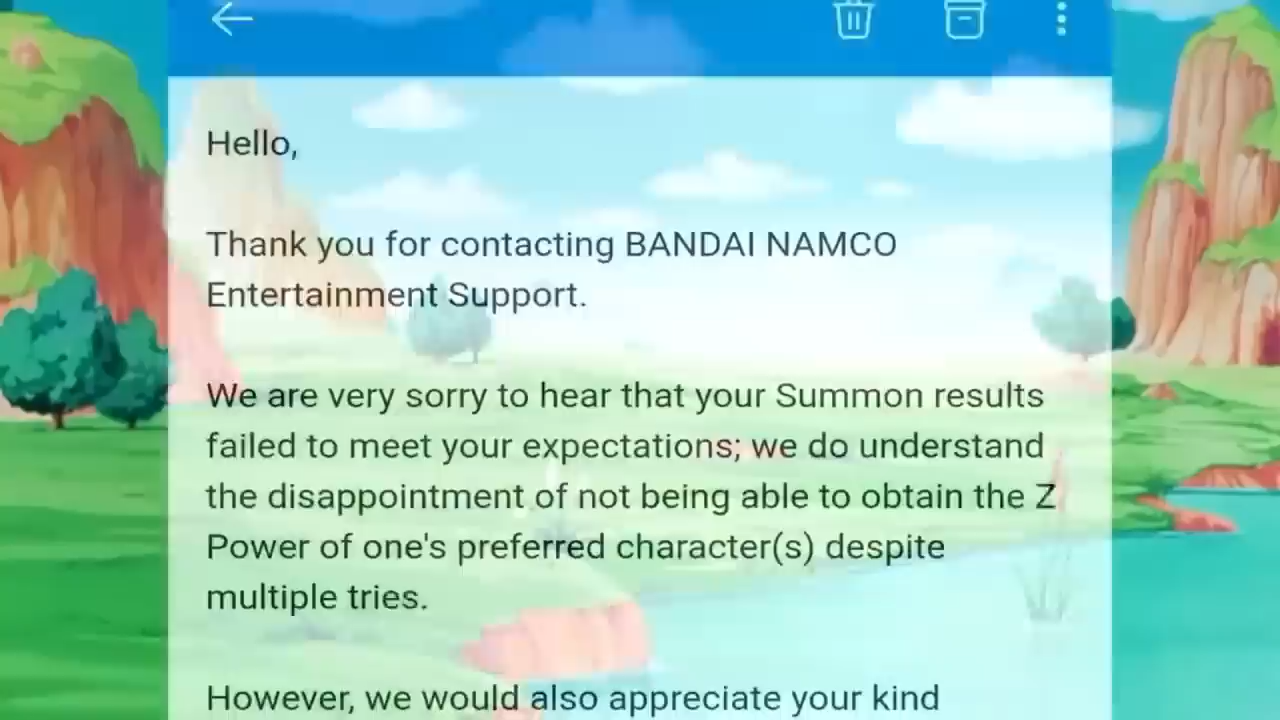 Hello,
Thank you for contacting BANDAI NAMCO
Entertainment Support.
We are very sorry to hear that your Summon results
failed to meet your expectations; we do understand
the disappointment of not being able to obtain the Z
Power of one's preferred character(s) despite
multiple tries.
However, we would also appreciate your kind